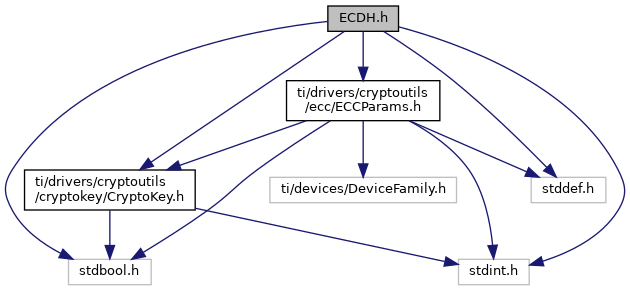 ECDH.h
ti/drivers/cryptoutils
/ecc/ECCParams.h
ti/drivers/cryptoutils
/cryptokey/CryptoKey.h
ti/devices/DeviceFamily.h
stddef.h
stdbool.h
stdint.h